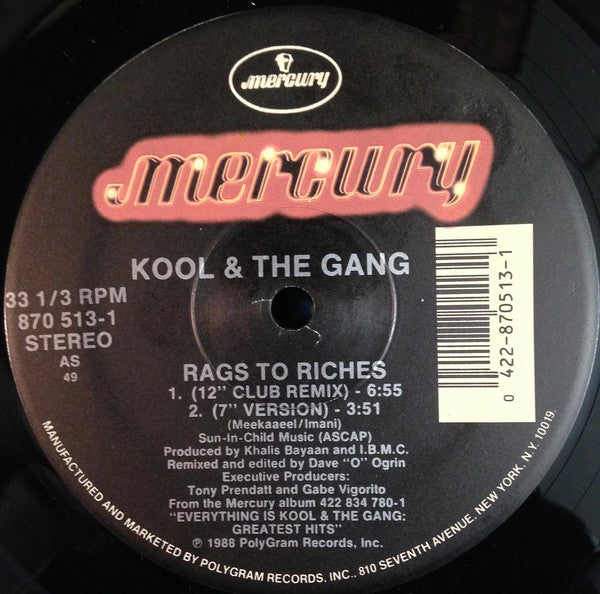 mercury
mercury
KOOL & THE GANG
33 1/3 RPM
870 513-1
STEREO
AS
49
0 422-870513-1
RAGS TO RICHES
1. (12" CLUB REMIX) - 6:55
2. (7" VERSION) - 3:51
(Meekaaeel/Imani)
Sun-In-Child Music (ASCAP)
Produced by Khalis Bayaan and I.B.M.C.
Remixed and edited by Dave "O" Ogrin
Executive Producers:
Tony Prendatt and Gabe Vigorito
From the Mercury album 422 834 780-1
"EVERYTHING IS KOOL & THE GANG:
GREATEST HITS"
℗ 1988 PolyGram Records, Inc.
MANUFACTURED AND MARKETED BY POLYGRAM RECORDS, INC., 810 SEVENTH AVENUE, NEW YORK, N.Y. 10019.